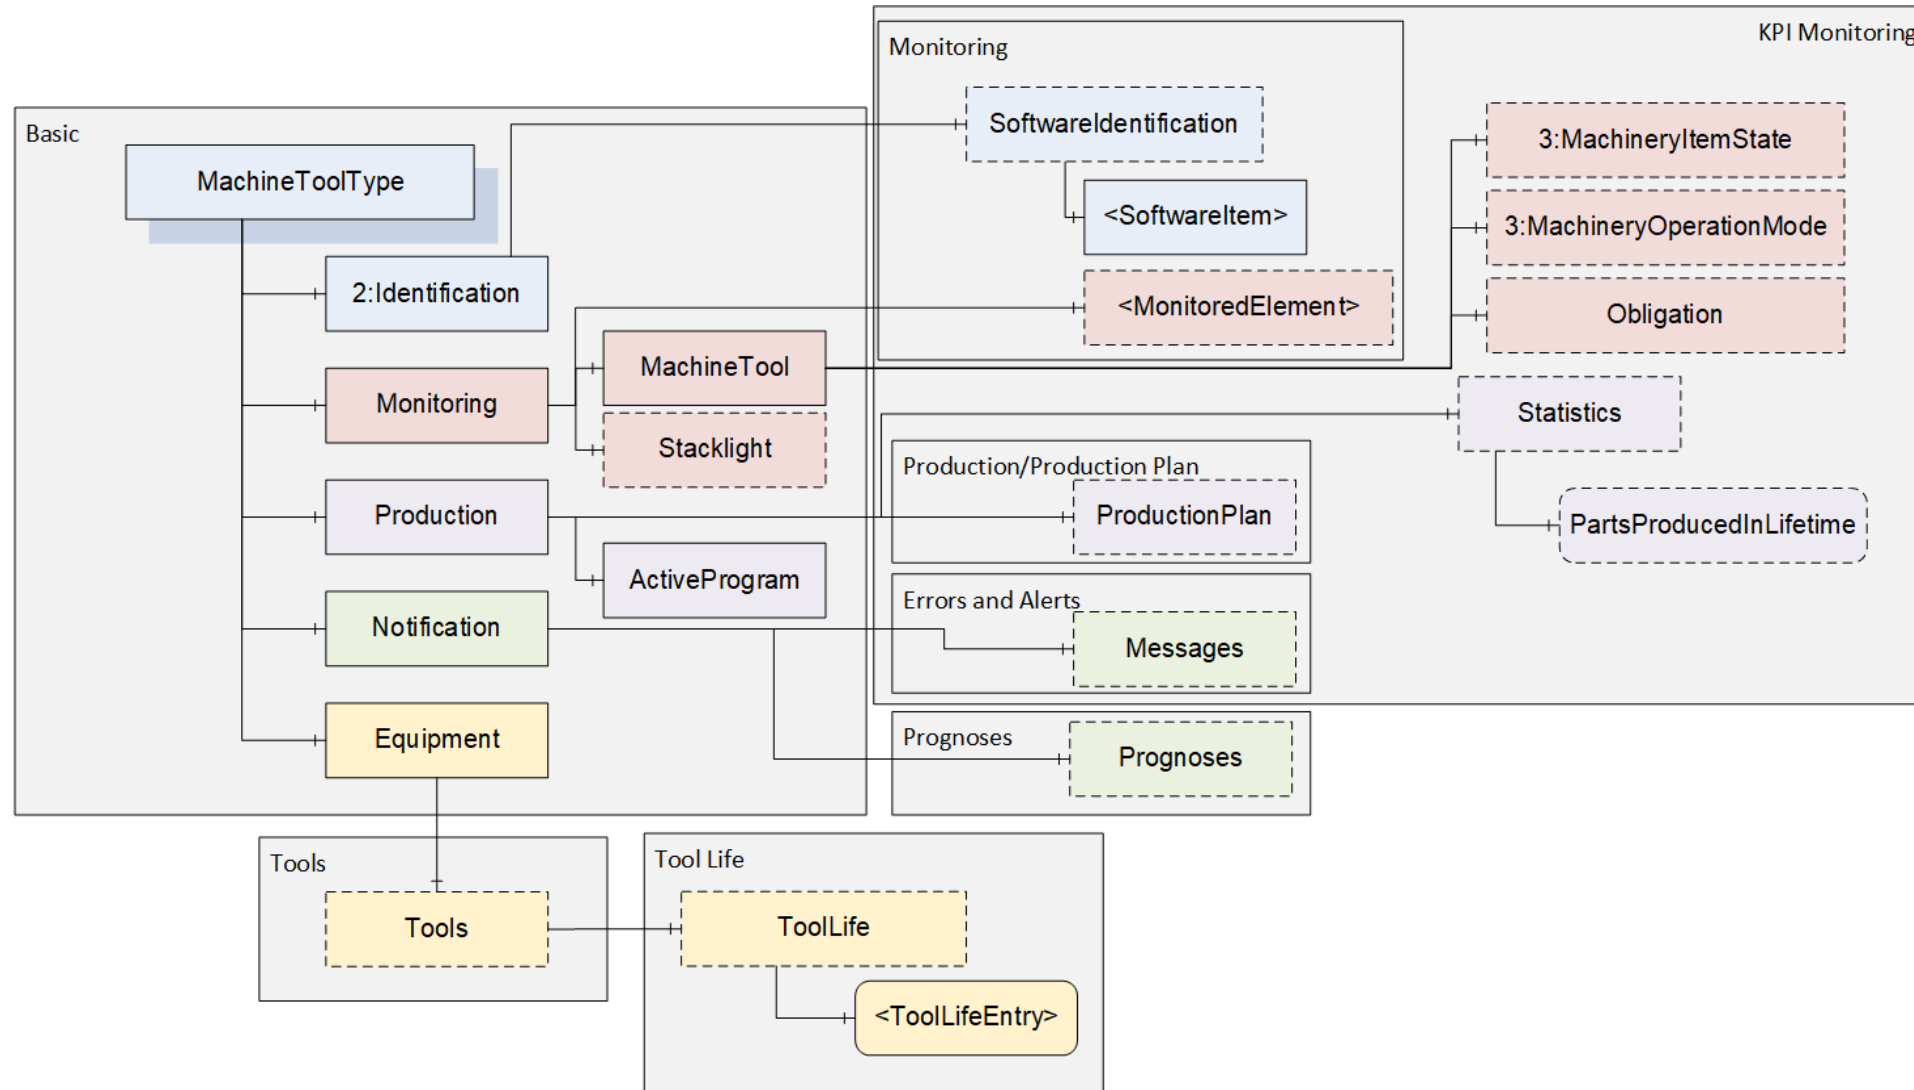 KPI Monitoring
Monitoring
SoftwareIdentification
<SoftwareItem>
<MonitoredElement>
3:MachineryItemState
3:MachineryOperationMode
Obligation
Statistics
PartsProducedInLifetime
Basic
MachineToolType
2:Identification
Monitoring
MachineTool
Stacklight
Production
ActiveProgram
Notification
Equipment
Production/Production Plan
ProductionPlan
Errors and Alerts
Messages
Prognoses
Prognoses
Tools
Tools
Tool Life
ToolLife
<ToolLifeEntry>